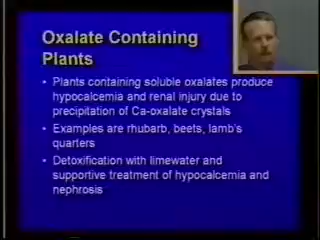 Oxalate Containing
Plants
• Plants containing soluble oxalates produce
hypocalcemia and renal injury due to
precipitation of Ca-oxalate crystals
• Examples are rhubarb, beets, lamb's
quarters
• Detoxification with limewater and
supportive treatment of hypocalcemia and
nephrosis